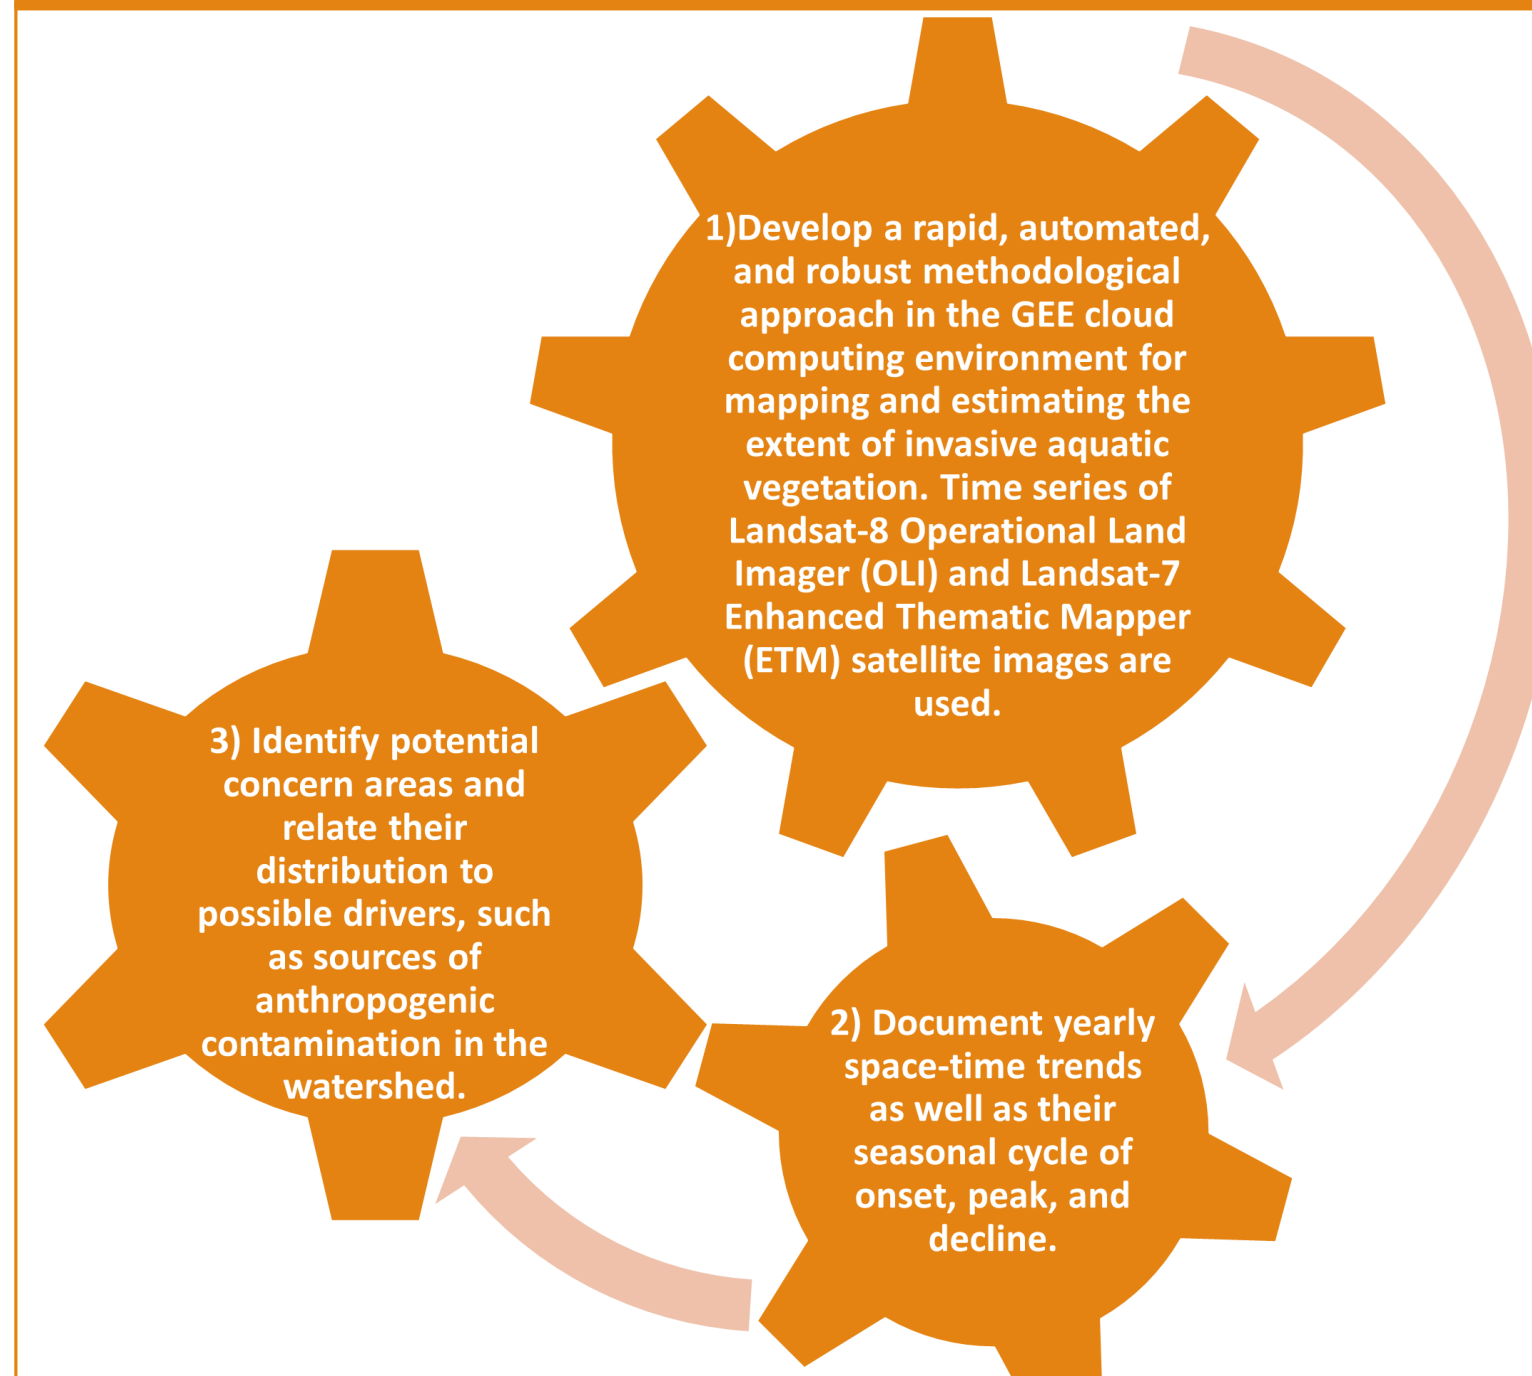 1)Develop a rapid, automated,
and robust methodological
approach in the GEE cloud
computing environment for
mapping and estimating the
extent of invasive aquatic
vegetation. Time series of
Landsat-8 Operational Land
Imager (OLI) and Landsat-7
Enhanced Thematic Mapper
(ETM) satellite images are
used.
2) Document yearly
space-time trends
as well as their
seasonal cycle of
onset, peak, and
decline.
3) Identify potential
concern areas and
relate their
distribution to
possible drivers, such
as sources of
anthropogenic
contamination in the
watershed.